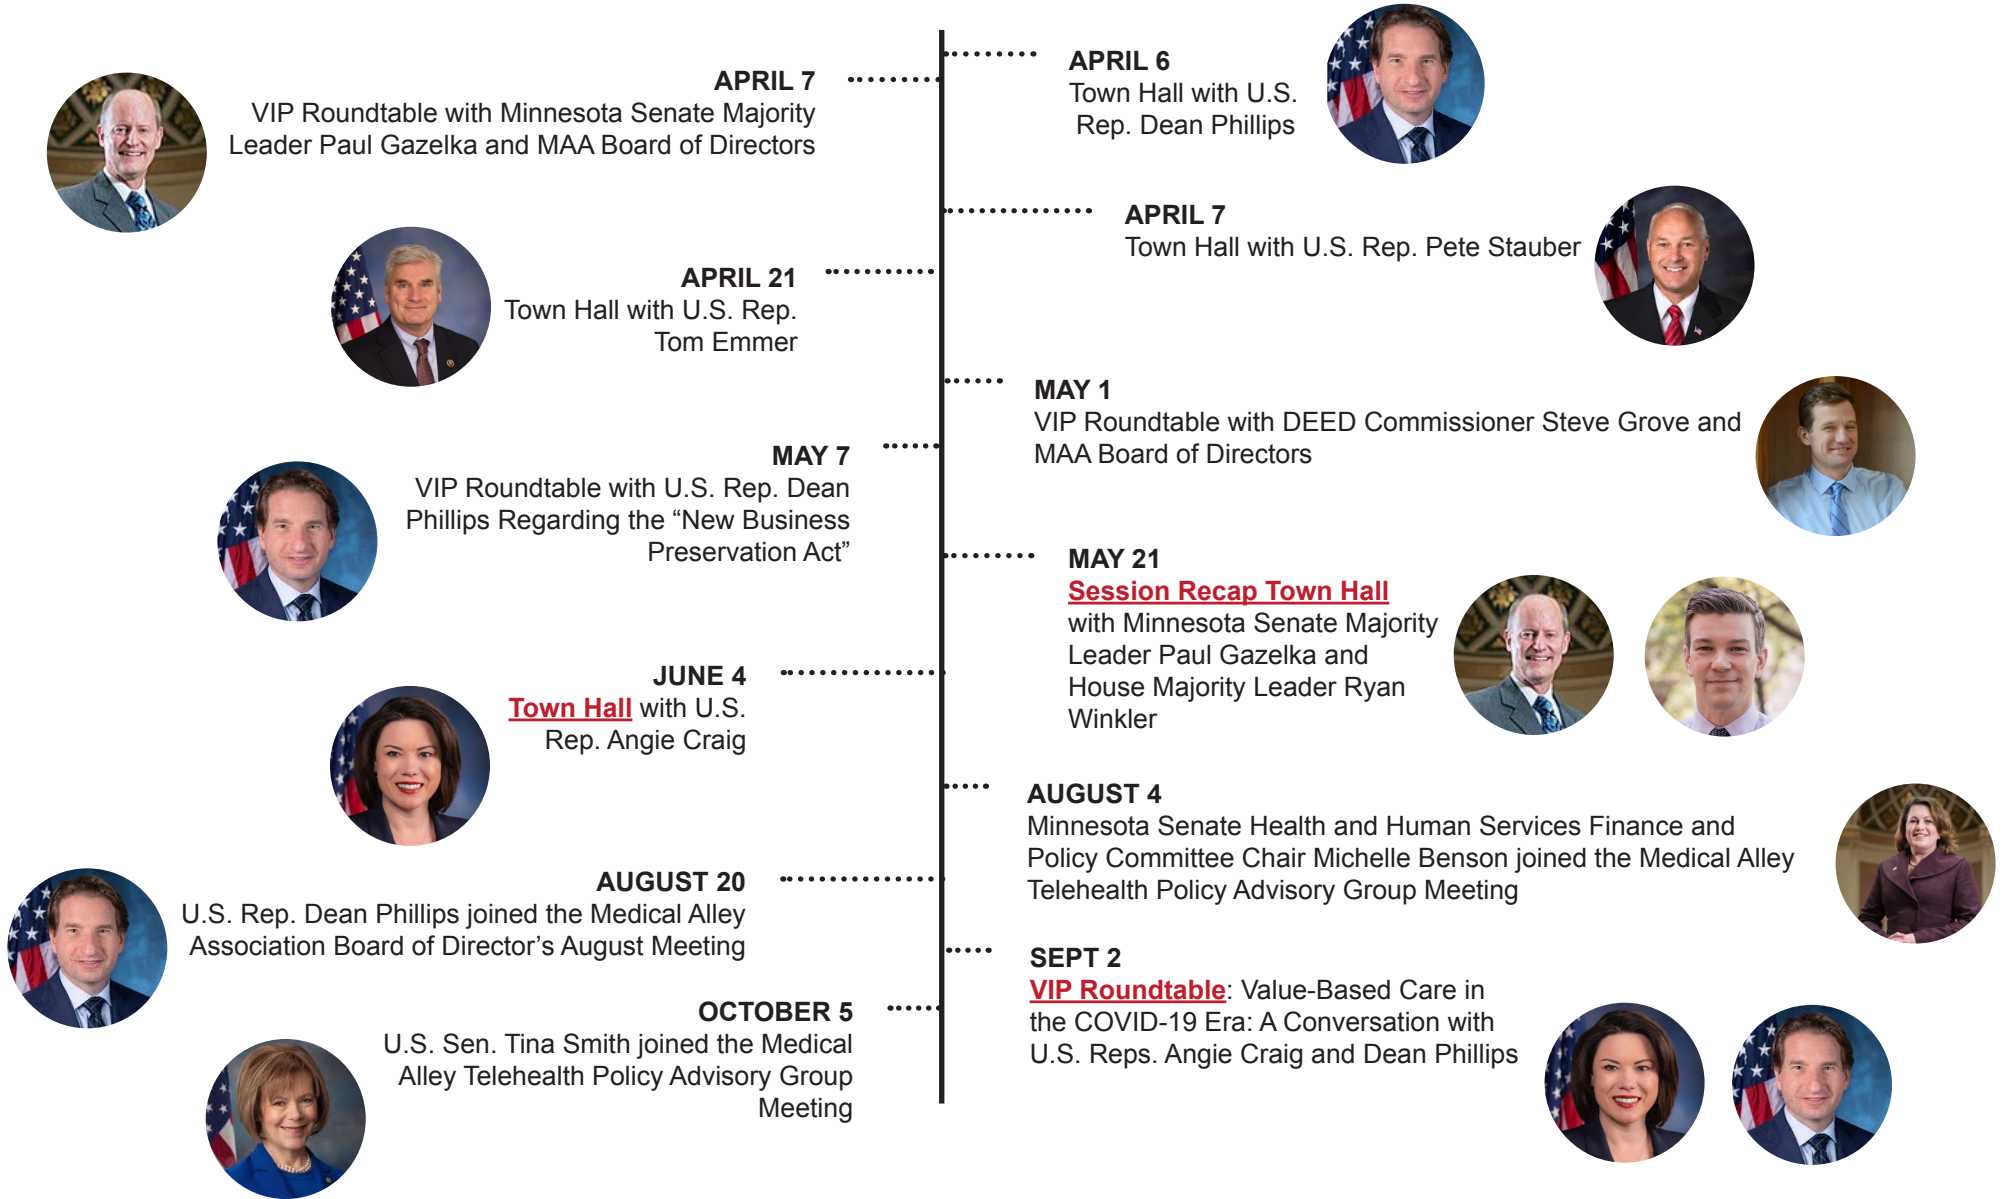 APRIL 6
Town Hall with U.S.
Rep. Dean Phillips
APRIL 7
VIP Roundtable with Minnesota Senate Majority
Leader Paul Gazelka and MAA Board of Directors
APRIL 7
Town Hall with U.S. Rep. Pete Stauber
APRIL 21
Town Hall with U.S. Rep.
Tom Emmer
MAY 1
VIP Roundtable with DEED Commissioner Steve Grove and
MAA Board of Directors
MAY 7
VIP Roundtable with U.S. Rep. Dean
Phillips Regarding the “New Business
Preservation Act”
MAY 21
Session Recap Town Hall
with Minnesota Senate Majority
Leader Paul Gazelka and
House Majority Leader Ryan
Winkler
JUNE 4
Town Hall with U.S.
Rep. Angie Craig
AUGUST 4
Minnesota Senate Health and Human Services Finance and
Policy Committee Chair Michelle Benson joined the Medical Alley
Telehealth Policy Advisory Group Meeting
AUGUST 20
U.S. Rep. Dean Phillips joined the Medical Alley
Association Board of Director’s August Meeting
SEPT 2
VIP Roundtable: Value-Based Care in
the COVID-19 Era: A Conversation with
U.S. Reps. Angie Craig and Dean Phillips
OCTOBER 5
U.S. Sen. Tina Smith joined the Medical
Alley Telehealth Policy Advisory Group
Meeting